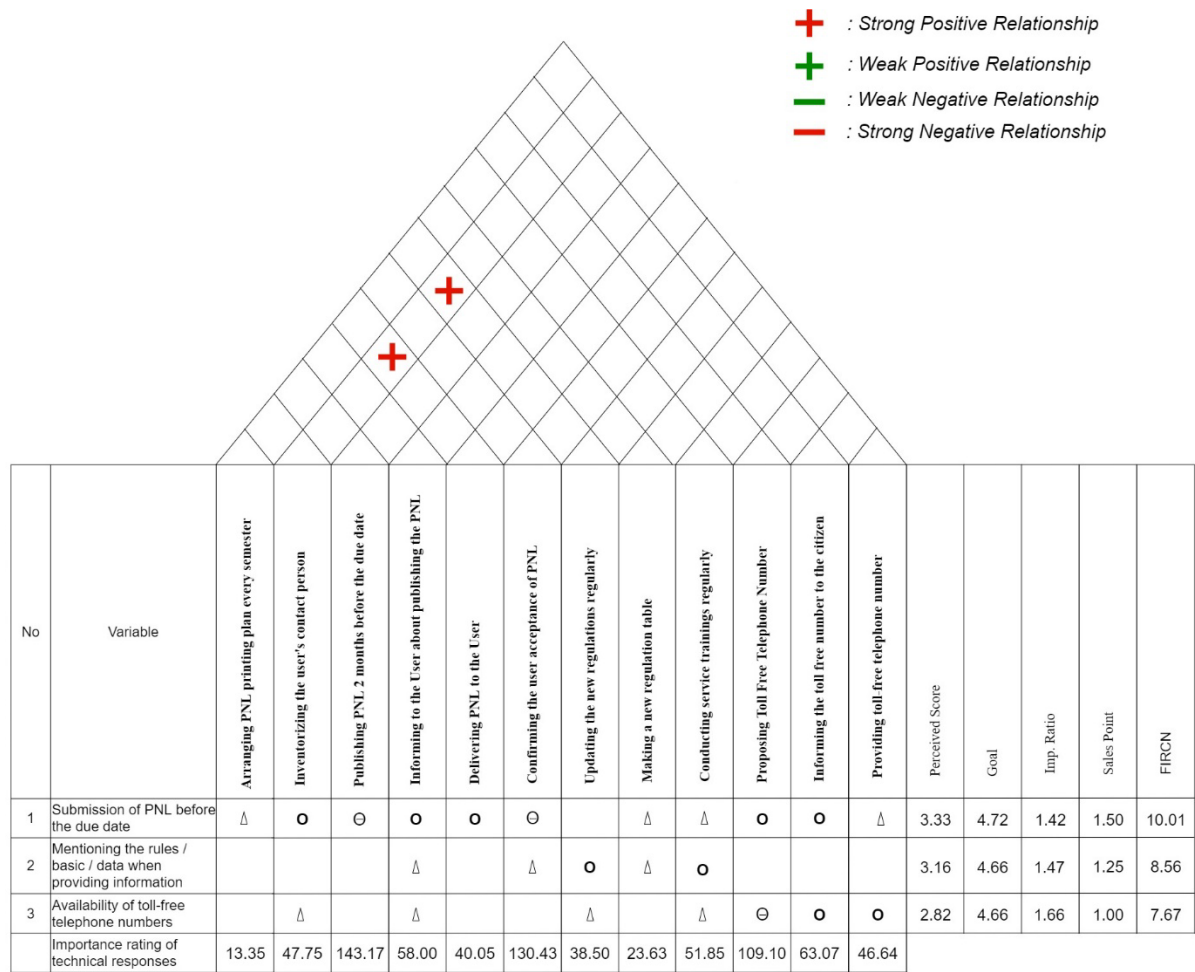 : Strong Positive Relationship
: Weak Positive Relationship
: Weak Negative Relationship
: Strong Negative Relationship
No
Variable
Arranging PNL printing plan every semester
Inventorizing the user's contact person
Publishing PNL 2 months before the due date
Informing to the User about publishing the PNL
Delivering PNL to the User
Confirming the user acceptance of PNL
Updating the new regulations regularly
Making a new regulation table
Conducting service trainings regularly
Proposing Toll Free Telephone Number
Informing the toll free number to the citizen
Providing toll-free telephone number
Perceived Score
Goal
Imp. Ratio
Sales Point
FIRCN
1 Submission of PNL before
the due date
Δ O Θ O O Θ Δ Δ O O Δ 3.33 4.72 1.42 1.50 10.01
2 Mentioning the rules /
basic / data when
providing information
Δ Δ O Δ O 3.16 4.66 1.47 1.25 8.56
3 Availability of toll-free
telephone numbers
Δ Δ Δ Δ Θ O O 2.82 4.66 1.66 1.00 7.67
Importance rating of
technical responses
13.35 47.75 143.17 58.00 40.05 130.43 38.50 23.63 51.85 109.10 63.07 46.64